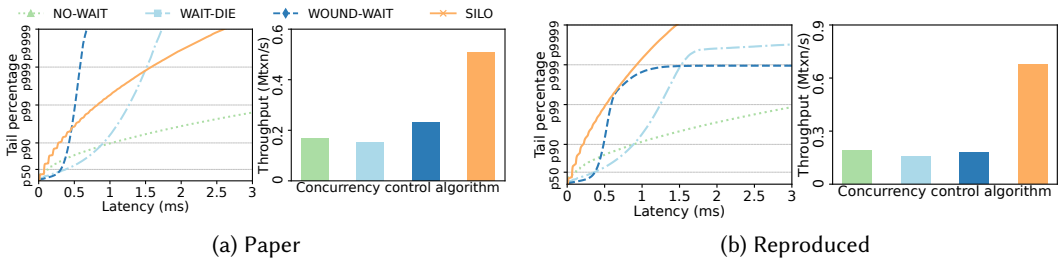 NO-WAIT WAIT-DIE WOUND-WAIT SILO
Tail percentage
p9999
p999
p99
p90
p50
0 0.5 1 1.5 2 2.5 3
Latency (ms)
Throughput (Mtxn/s)
0.6
0.4
0.2
0
Concurrency control algorithm
(a) Paper
Tail percentage
p9999
p999
p99
p90
p50
0 0.5 1 1.5 2 2.5 3
Latency (ms)
Throughput (Mtxn/s)
0.9
0.6
0.3
0
Concurrency control algorithm
(b) Reproduced